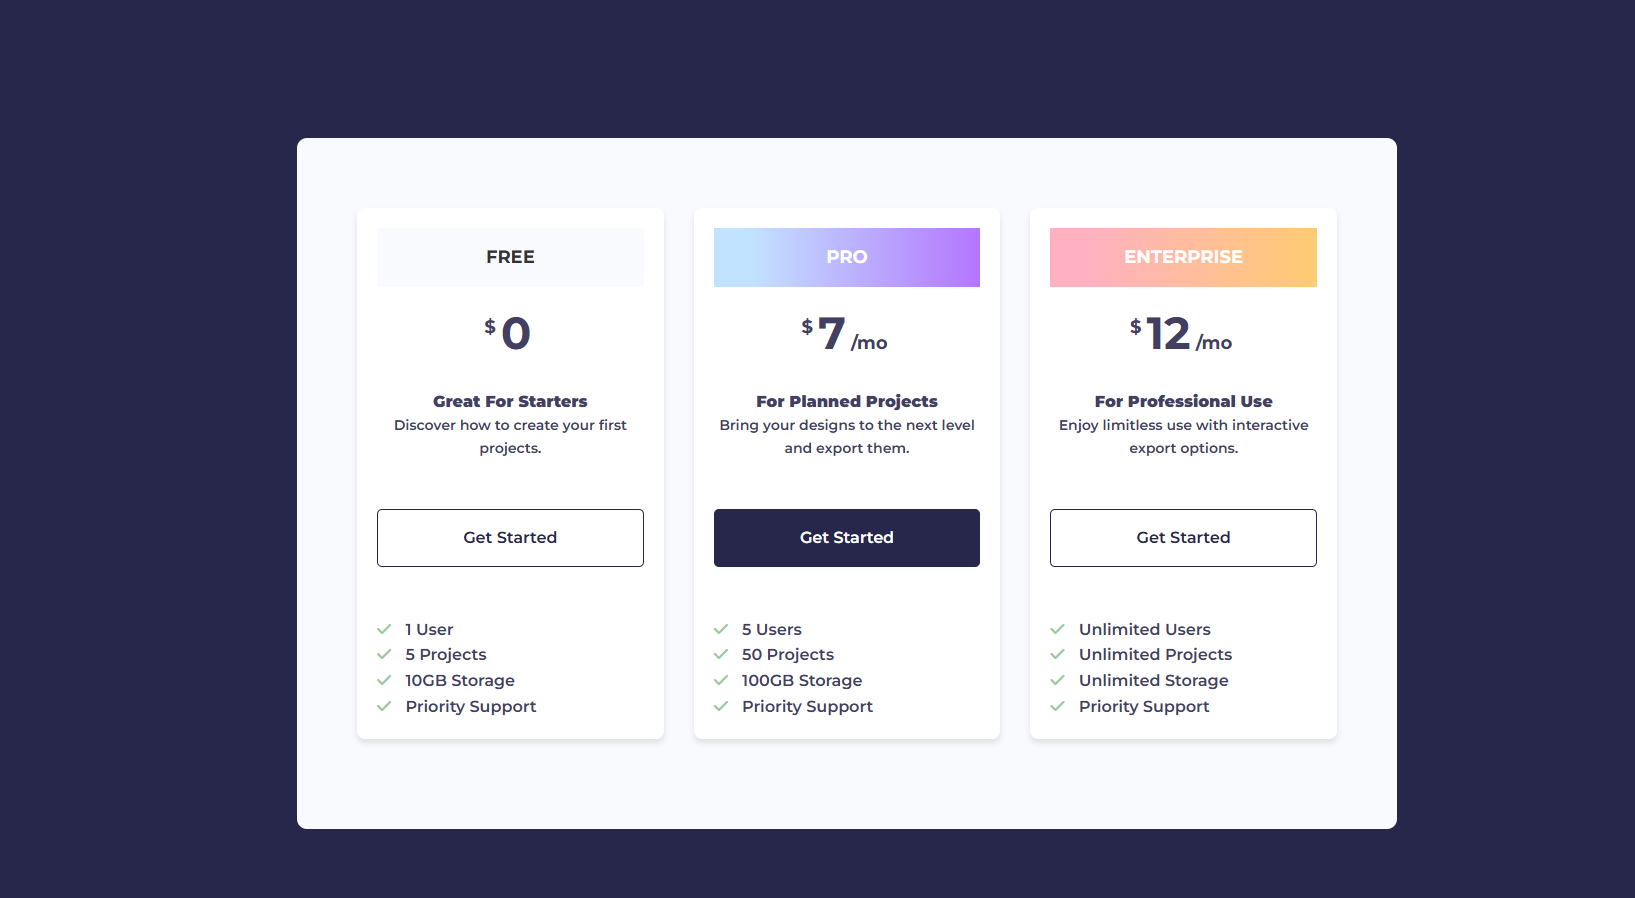 FREE
$ 0
Great For Starters
Discover how to create your first
projects.
Get Started
1 User
5 Projects
10GB Storage
Priority Support
PRO
$ 7 /mo
For Planned Projects
Bring your designs to the next level
and export them.
Get Started
5 Users
50 Projects
100GB Storage
Priority Support
ENTERPRISE
$ 12 /mo
For Professional Use
Enjoy limitless use with interactive
export options.
Get Started
Unlimited Users
Unlimited Projects
Unlimited Storage
Priority Support